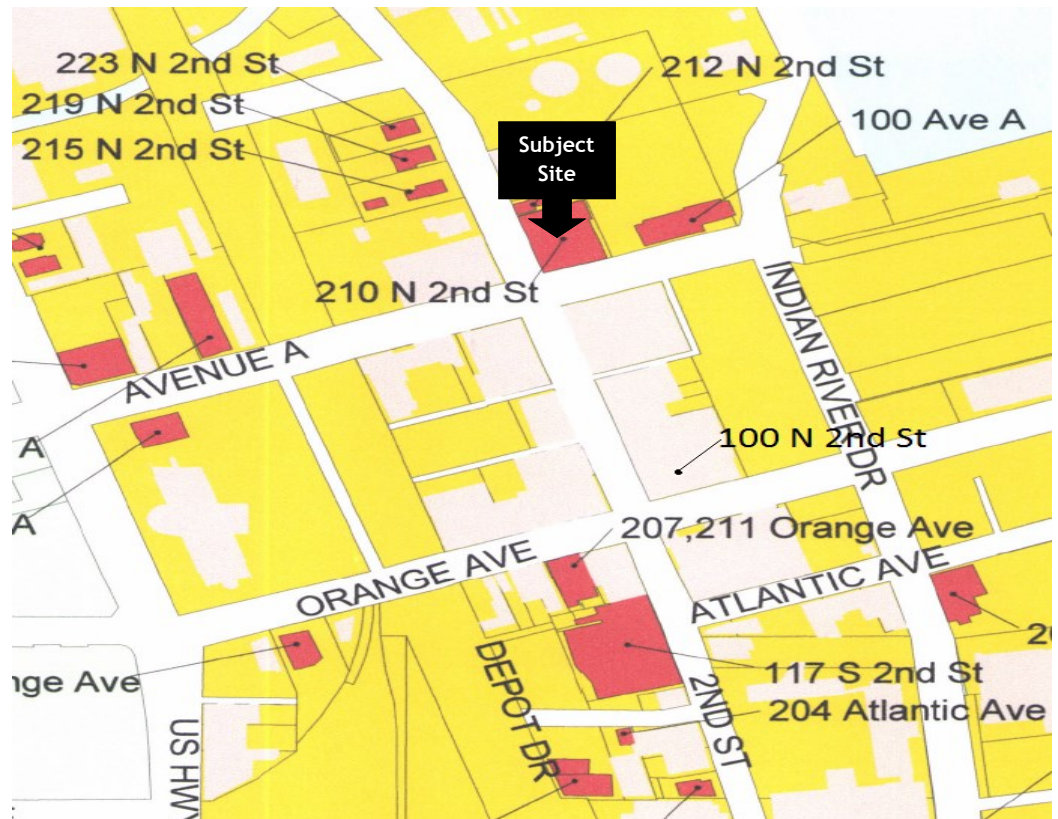 223 N 2nd St
212 N 2nd St
219 N 2nd St
100 Ave A
215 N 2nd St
Subject
Site
210 N 2nd St
INDIAN RIVER DR
AVENUE A
100 N 2nd St
A
A
207,211 Orange Ave
ORANGE AVE
ATLANTIC AVE
20
nge Ave
DEPOT DR
117 S 2nd St
2ND ST
204 Atlantic Ave
US HWY